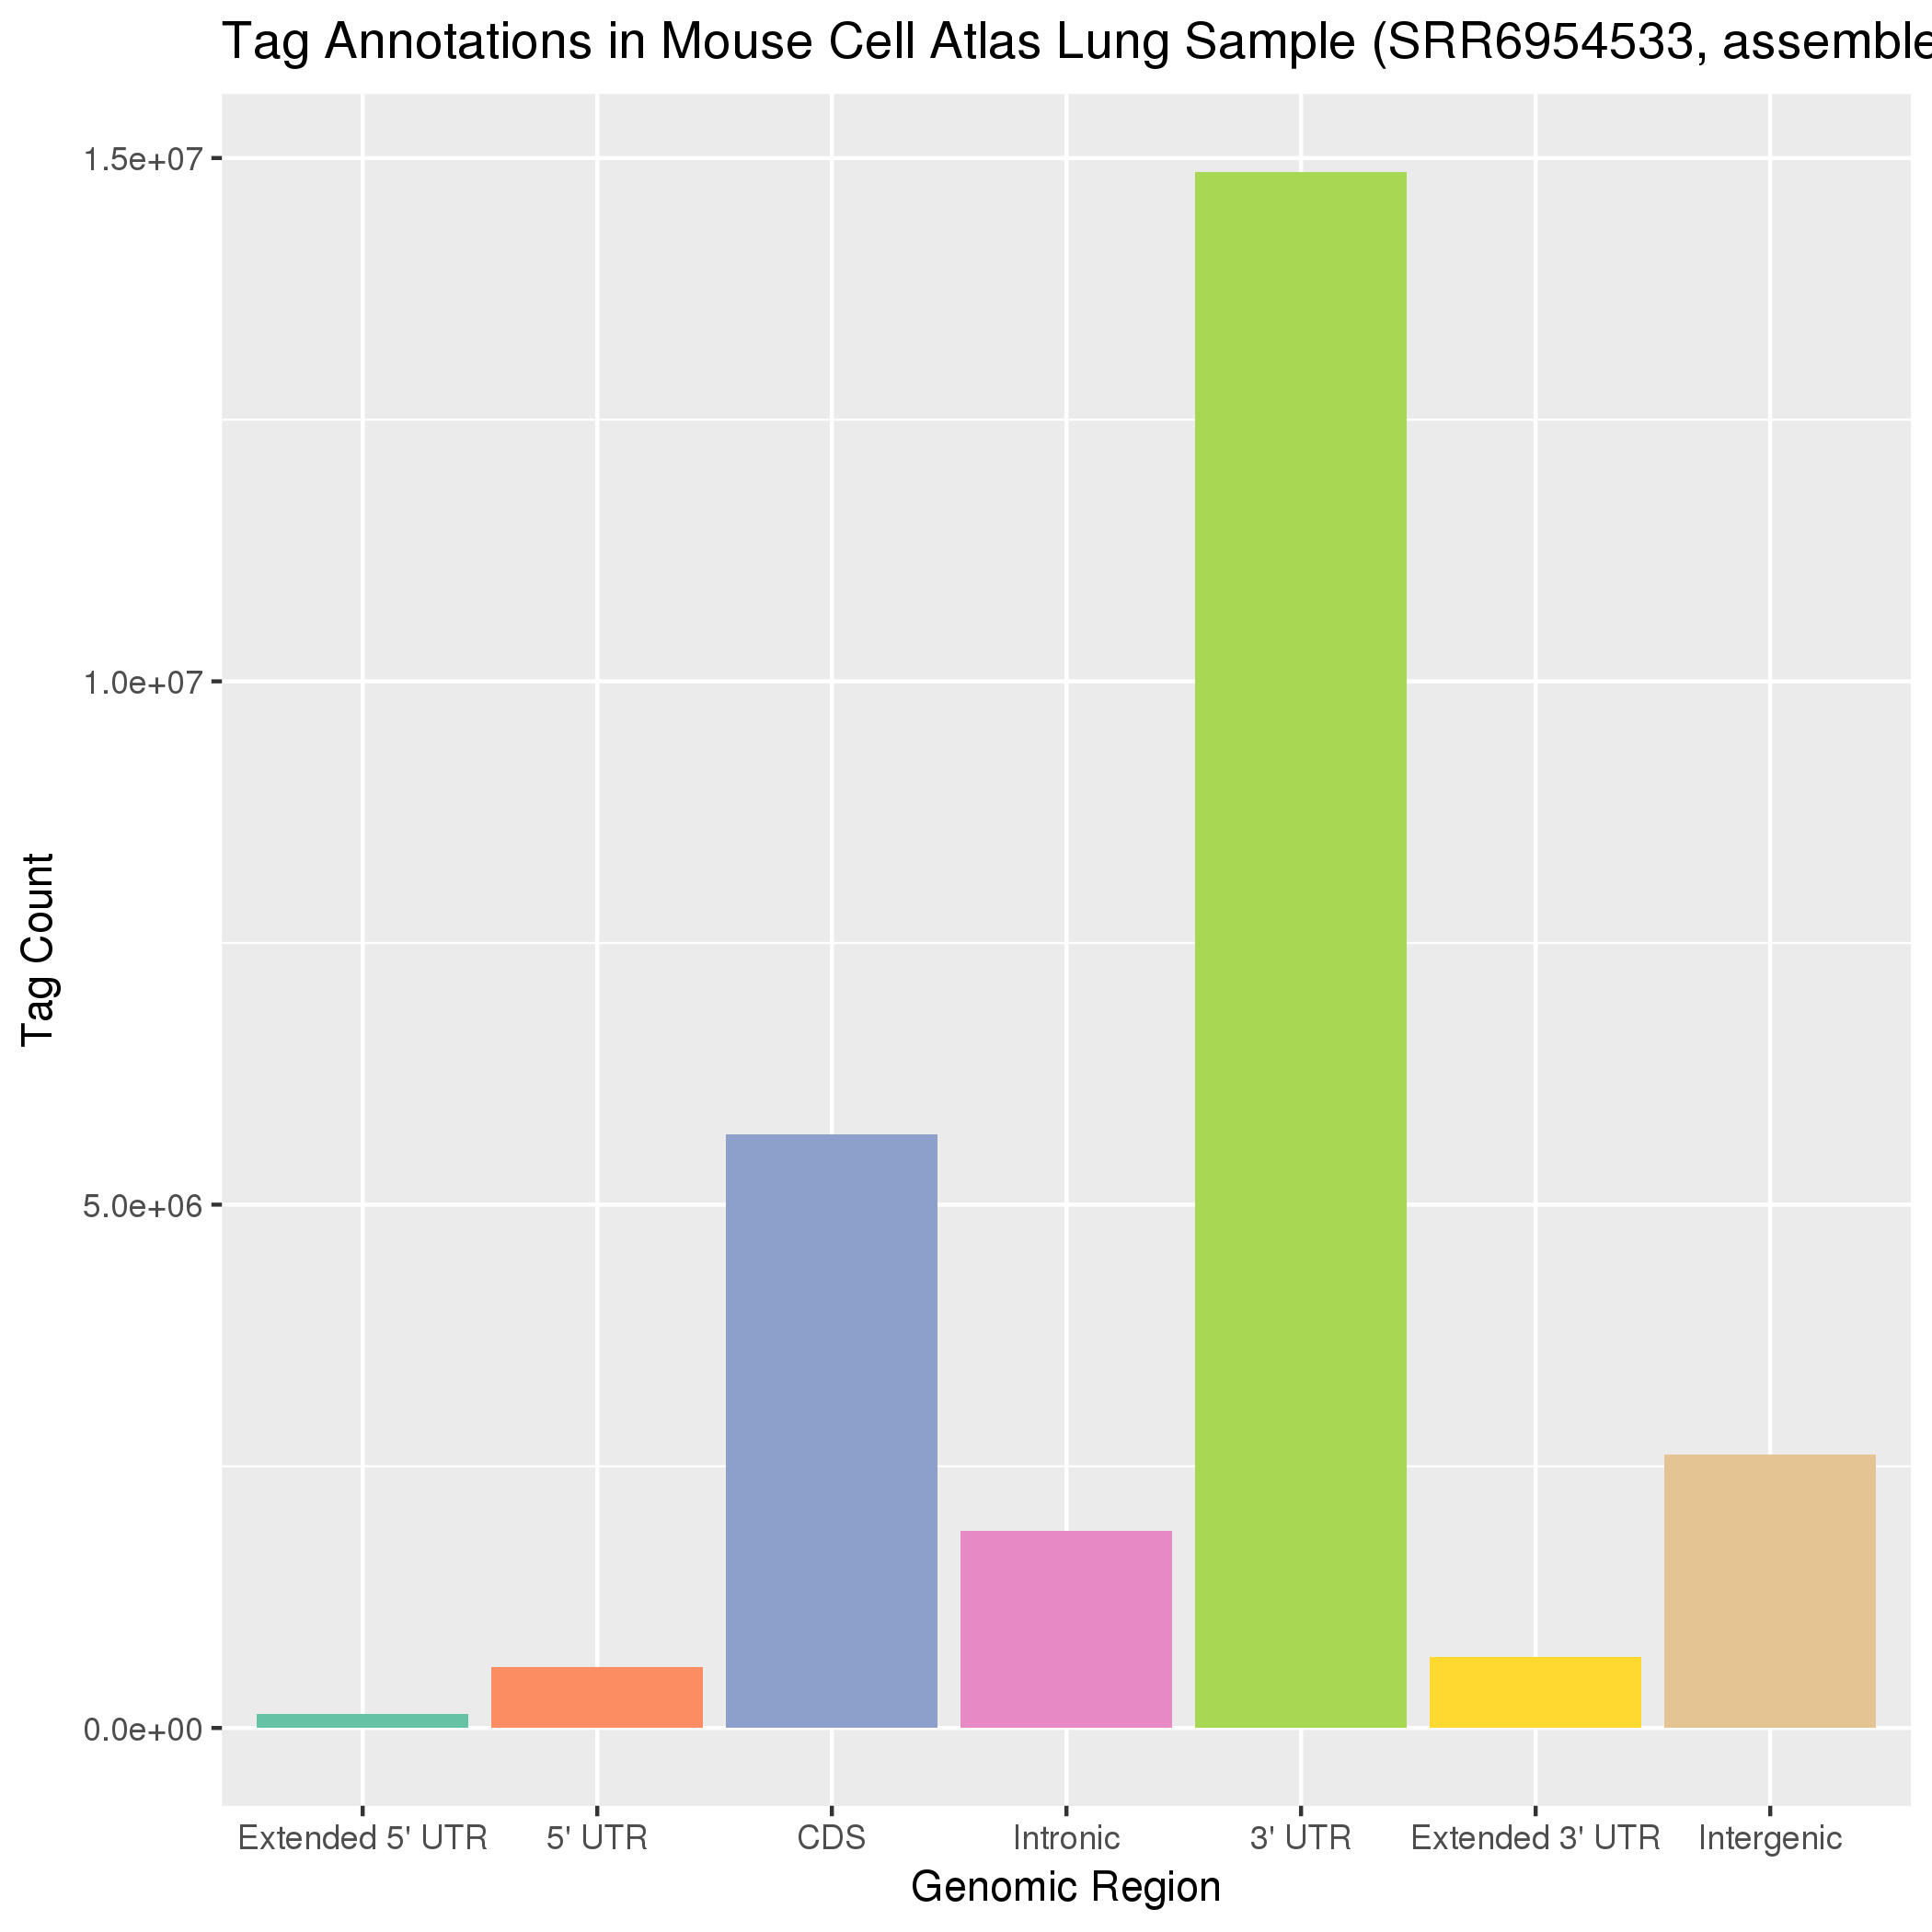 Tag Annotations in Mouse Cell Atlas Lung Sample (SRR6954533, assemble
1.5e+07
1.0e+07
5.0e+06
0.0e+00
Tag Count
Extended 5' UTR 5' UTR CDS Intronic 3' UTR Extended 3' UTR Intergenic
Genomic Region